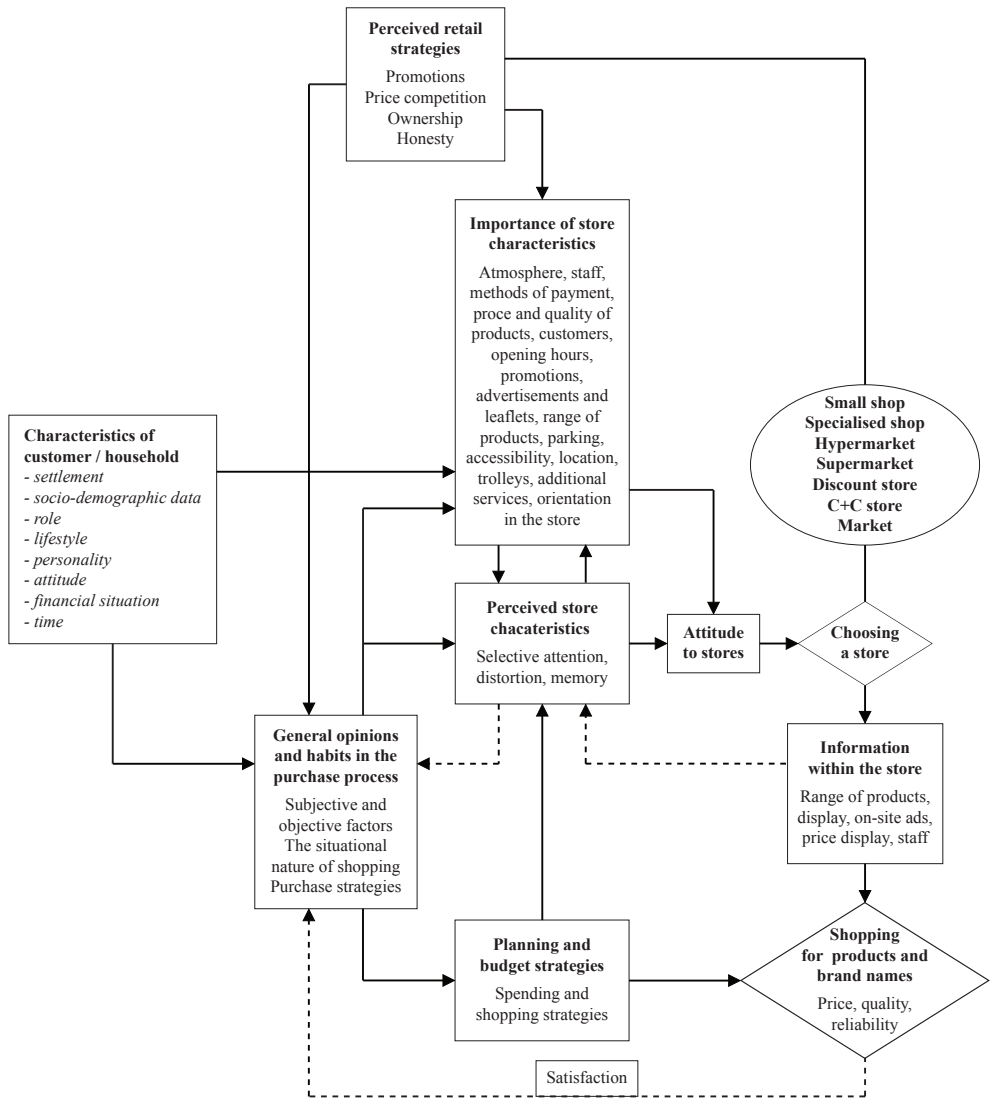 Perceived retail
strategies
Promotions
Price competition
Ownership
Honesty
Importance of store
characteristics
Atmosphere, staff,
methods of payment,
proce and quality of
products, customers,
opening hours,
promotions,
advertisements and
leaflets, range of
products, parking,
accessibility, location,
trolleys, additional
services, orientation
in the store
Small shop
Specialised shop
Hypermarket
Supermarket
Discount store
C+C store
Market
Characteristics of
customer / household
- settlement
- socio-demographic data
- role
- lifestyle
- personality
- attitude
- financial situation
- time
Perceived store
chacateristics
Selective attention,
distortion, memory
Attitude
to stores
Choosing
a store
General opinions
and habits in the
purchase process
Subjective and
objective factors
The situational
nature of shopping
Purchase strategies
Information
within the store
Range of products,
display, on-site ads,
price display, staff
Planning and
budget strategies
Spending and
shopping strategies
Shopping
for products and
brand names
Price, quality,
reliability
Satisfaction